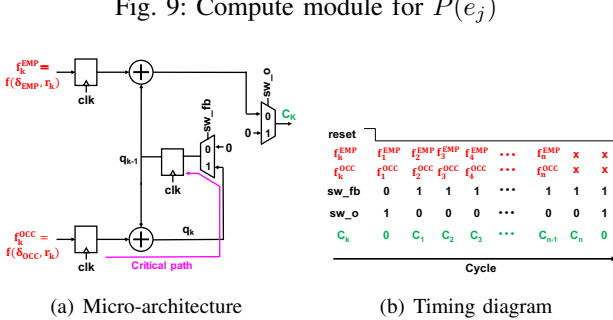 Fig. 9: Compute module for P(e_j)
f_k^EMP =
f(δ_EMP, r_k)
clk
sw_o
0
1
C_K
0
sw_fb
0
1
0
q_k-1
clk
f_k^OCC =
f(δ_OCC, r_k)
clk
q_k
Critical path
reset
f_k^EMP f_1^EMP f_2^EMP f_3^EMP f_4^EMP ··· f_n^EMP x x
f_k^OCC f_1^OCC f_2^OCC f_3^OCC f_4^OCC ··· f_n^OCC x x
sw_fb 0 1 1 1 ··· 1 1 1
sw_o 1 0 0 0 ··· 0 0 1
C_k 0 C_1 C_2 C_3 ··· C_n-1 C_n 0
Cycle
(a) Micro-architecture
(b) Timing diagram